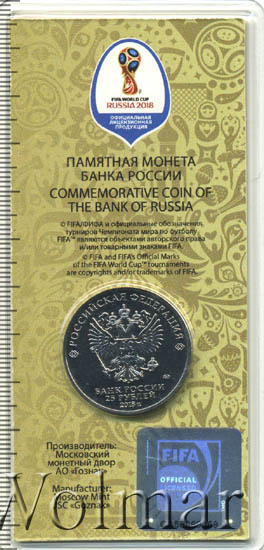 FIFA WORLD CUP
RUSSIA 2018
ОФИЦИАЛЬНАЯ
ЛИЦЕНЗИОННАЯ
ПРОДУКЦИЯ
ПАМЯТНАЯ МОНЕТА
БАНКА РОССИИ
COMMEMORATIVE COIN OF
THE BANK OF RUSSIA
© FIFA/ФИФА и официальные обозначения
турниров Чемпионата мира по футболу
FIFA™ являются объектами авторского права
и/или товарными знаками FIFA.
© FIFA and FIFA's Official Marks
of the FIFA World Cup™ tournaments
are copyrights and/or trademarks of FIFA.
РОССИЙСКАЯ ФЕДЕРАЦИЯ
БАНК РОССИИ
25 РУБЛЕЙ
2018 г.
Производитель:
Московский
монетный двор
АО «Гознак»
Manufacturer:
Moscow Mint
JSC «Goznak»
FIFA
OFFICIAL
LICENSED
Wolmar